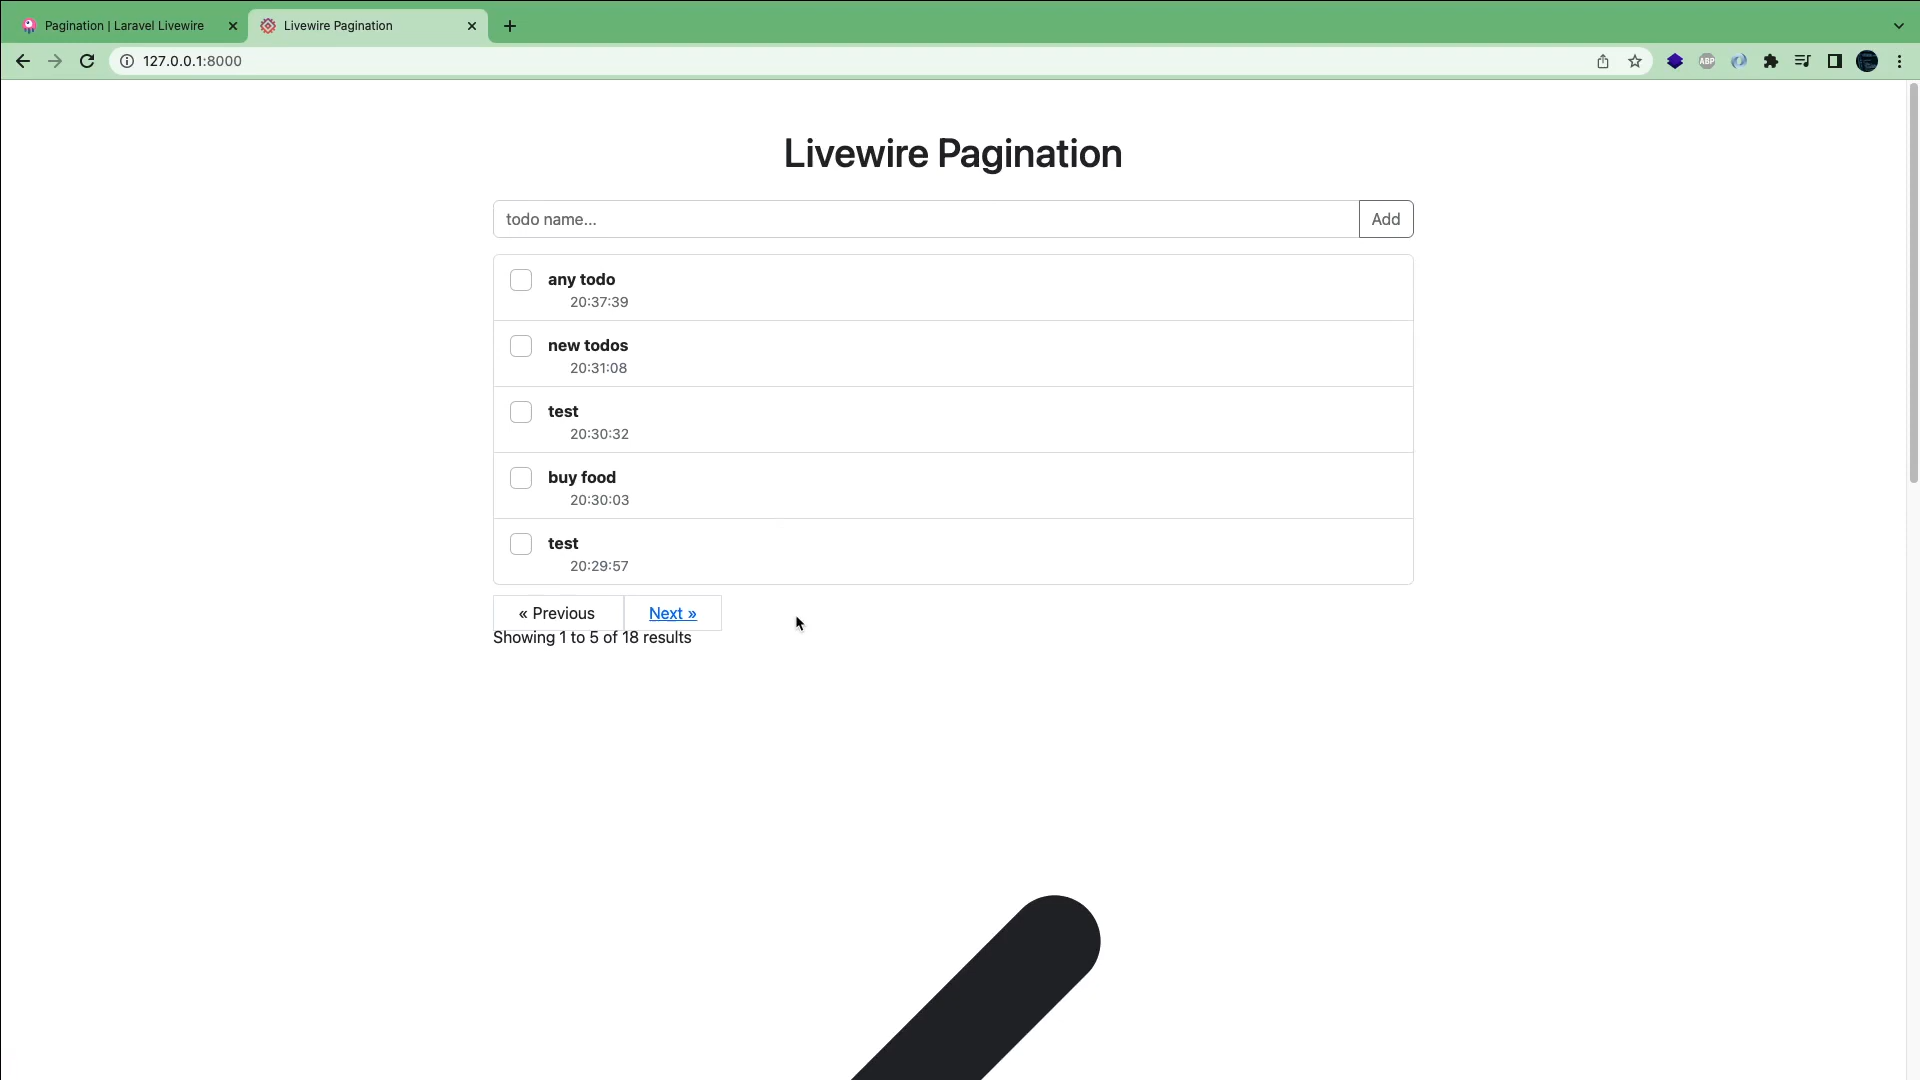 Pagination | Laravel Livewire
Livewire Pagination
127.0.0.1:8000
ABP
Livewire Pagination
todo name...
Add
any todo
20:37:39
new todos
20:31:08
test
20:30:32
buy food
20:30:03
test
20:29:57
« Previous
Next »
Showing 1 to 5 of 18 results